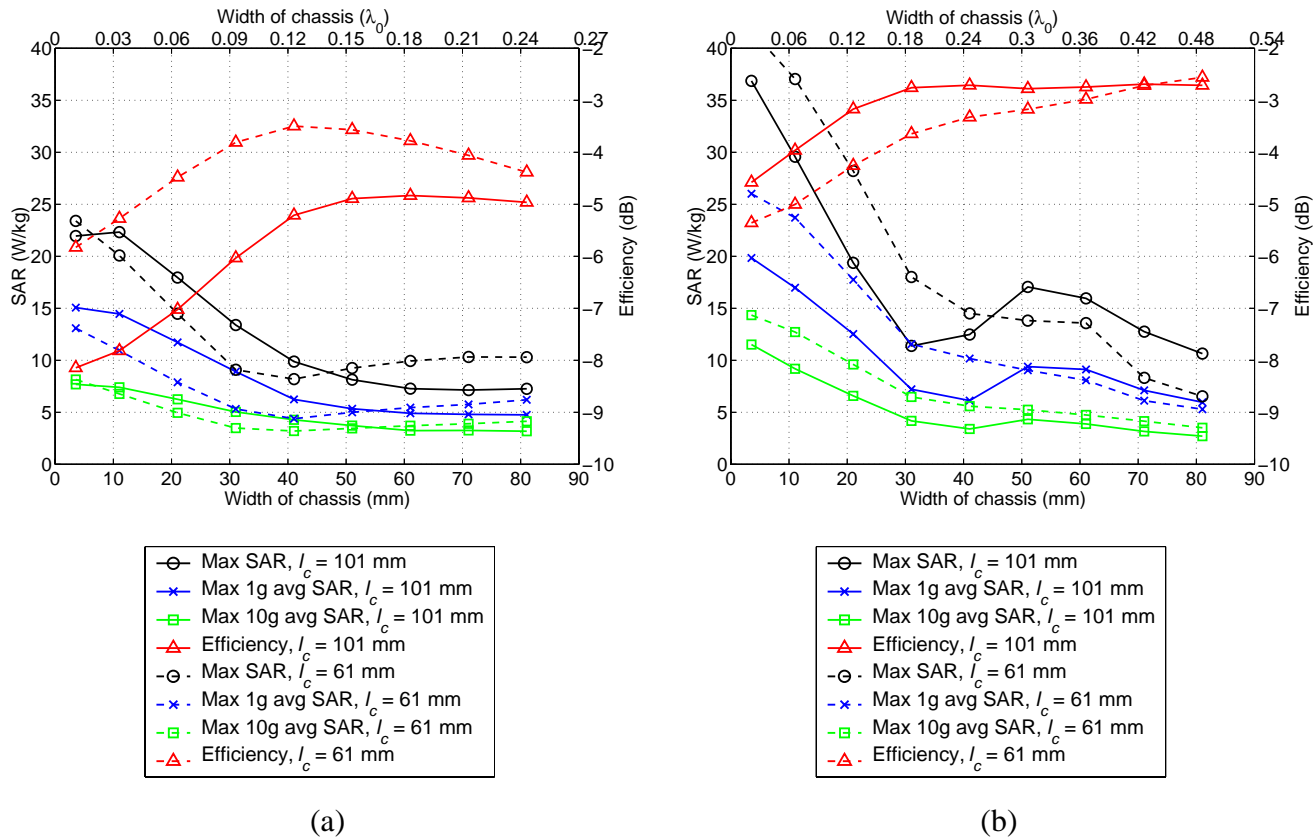 Width of chassis (λ0)
0 0.03 0.06 0.09 0.12 0.15 0.18 0.21 0.24 0.27
40 35 30 25 20 15 10 5 0
SAR (W/kg)
−2 −3 −4 −5 −6 −7 −8 −9 −10
Efficiency (dB)
0 10 20 30 40 50 60 70 80 90
Width of chassis (mm)
Max SAR, lc = 101 mm
Max 1g avg SAR, lc = 101 mm
Max 10g avg SAR, lc = 101 mm
Efficiency, lc = 101 mm
Max SAR, lc = 61 mm
Max 1g avg SAR, lc = 61 mm
Max 10g avg SAR, lc = 61 mm
Efficiency, lc = 61 mm
(a)
Width of chassis (λ0)
0 0.06 0.12 0.18 0.24 0.3 0.36 0.42 0.48 0.54
40 35 30 25 20 15 10 5 0
SAR (W/kg)
−2 −3 −4 −5 −6 −7 −8 −9 −10
Efficiency (dB)
0 10 20 30 40 50 60 70 80 90
Width of chassis (mm)
Max SAR, lc = 101 mm
Max 1g avg SAR, lc = 101 mm
Max 10g avg SAR, lc = 101 mm
Efficiency, lc = 101 mm
Max SAR, lc = 61 mm
Max 1g avg SAR, lc = 61 mm
Max 10g avg SAR, lc = 61 mm
Efficiency, lc = 61 mm
(b)